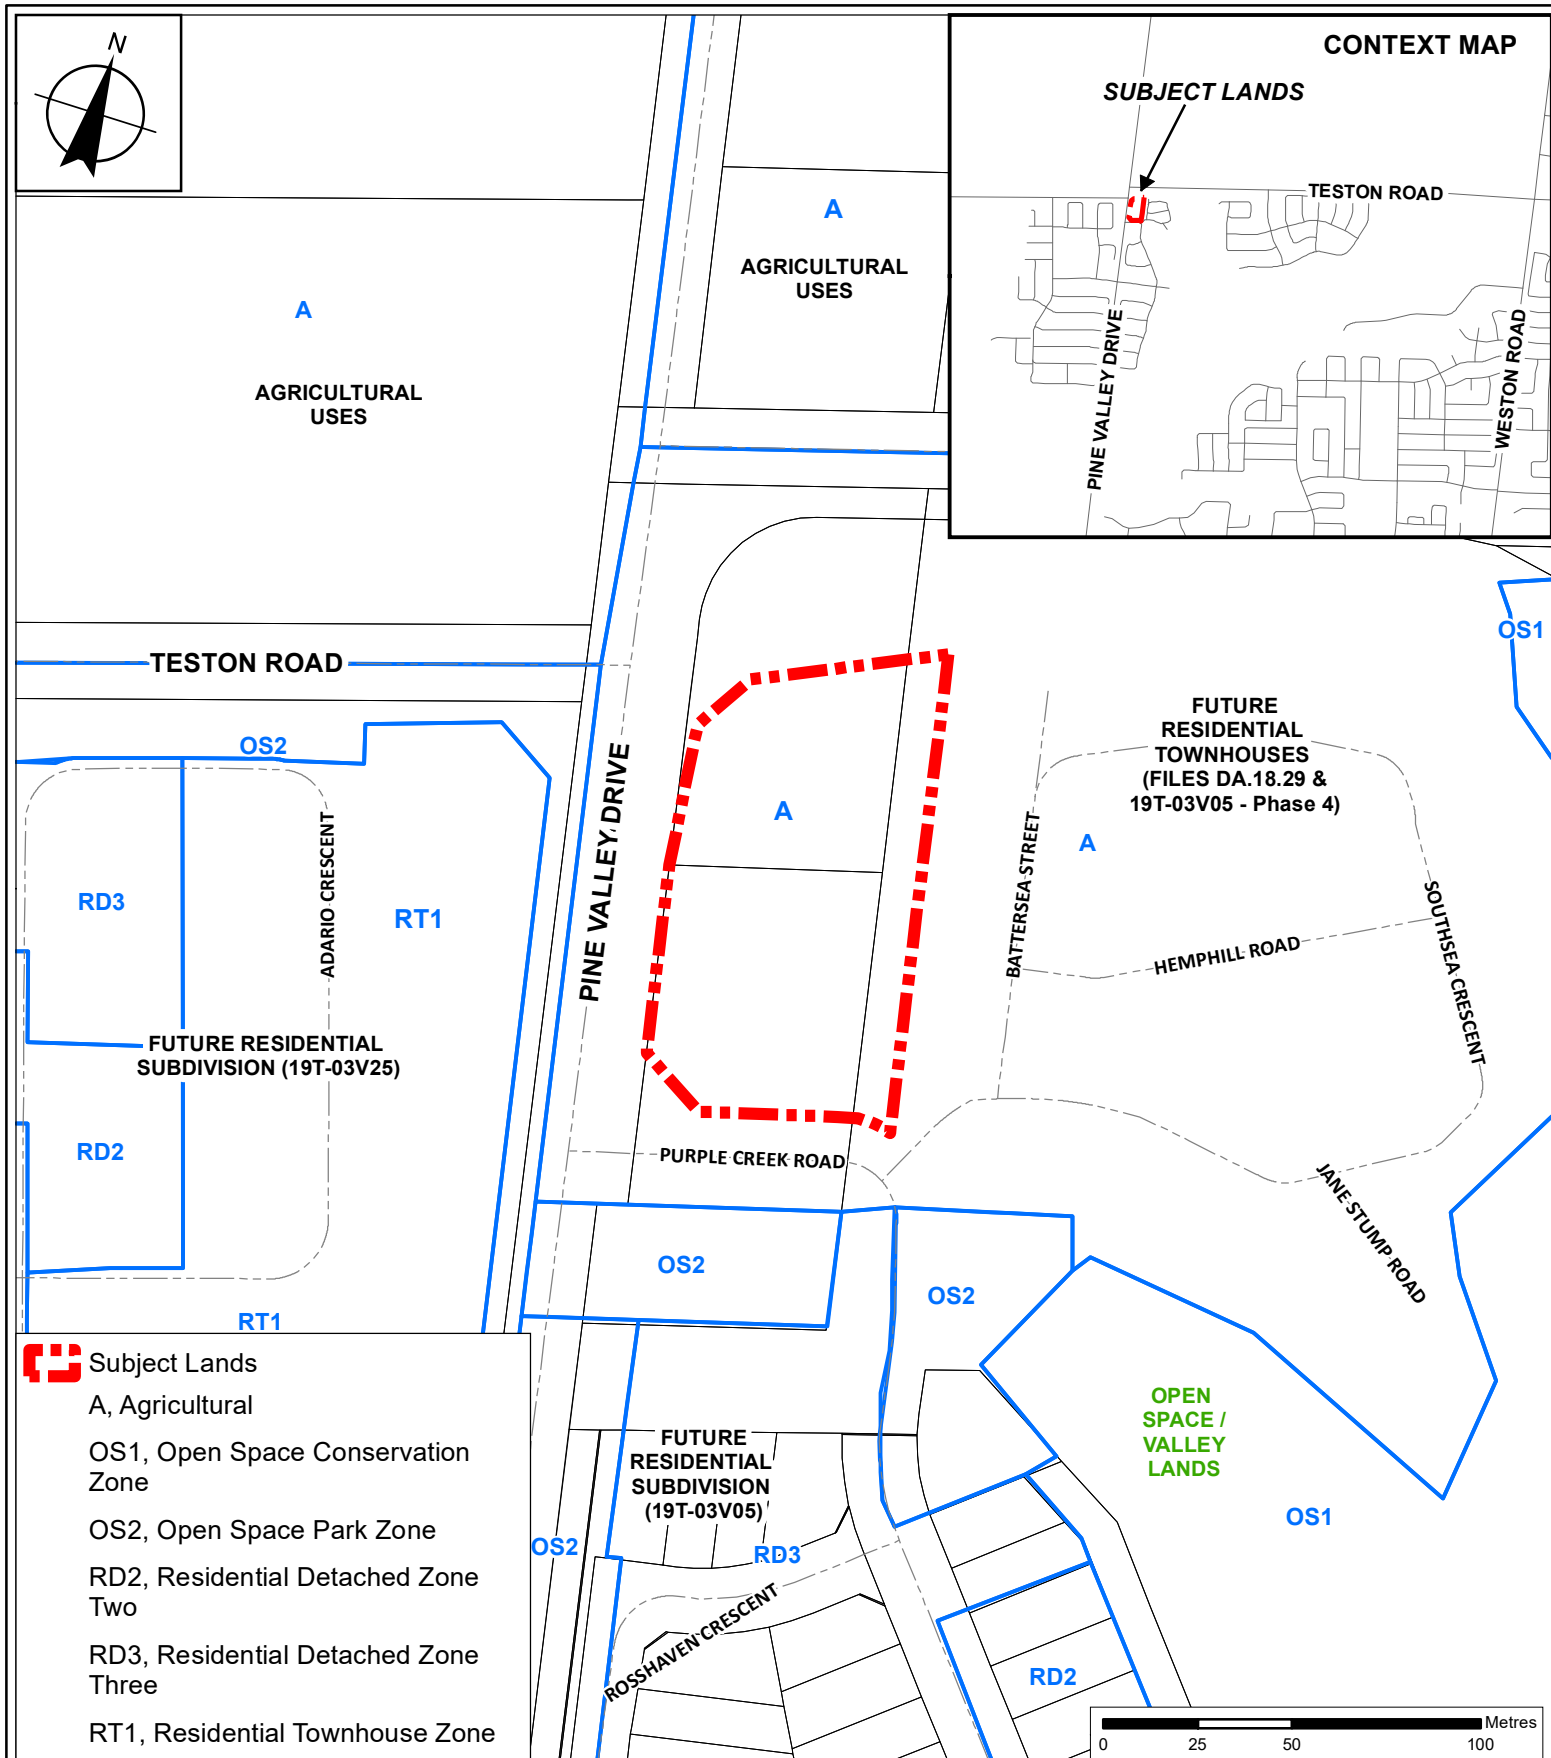 N
CONTEXT MAP
SUBJECT LANDS
TESTON ROAD
PINE VALLEY DRIVE
WESTON ROAD
A
AGRICULTURAL
USES
A
AGRICULTURAL
USES
TESTON ROAD
OS1
FUTURE
RESIDENTIAL
TOWNHOUSES
(FILES DA.18.29 &
19T-03V05 - Phase 4)
OS2
PINE VALLEY DRIVE
A
A
BATTERSEA STREET
ADARIO CRESCENT
RD3
RT1
SOUTHSEA CRESCENT
HEMPHILL ROAD
FUTURE RESIDENTIAL
SUBDIVISION (19T-03V25)
RD2
PURPLE CREEK ROAD
JANE STUMP ROAD
OS2
OS2
RT1
OPEN
SPACE /
VALLEY
LANDS
OS1
FUTURE
RESIDENTIAL
SUBDIVISION
(19T-03V05)
OS2
RD3
ROSSHAVEN CRESCENT
RD2
Subject Lands
A, Agricultural
OS1, Open Space Conservation
Zone
OS2, Open Space Park Zone
RD2, Residential Detached Zone
Two
RD3, Residential Detached Zone
Three
RT1, Residential Townhouse Zone
Metres
0 25 50 100